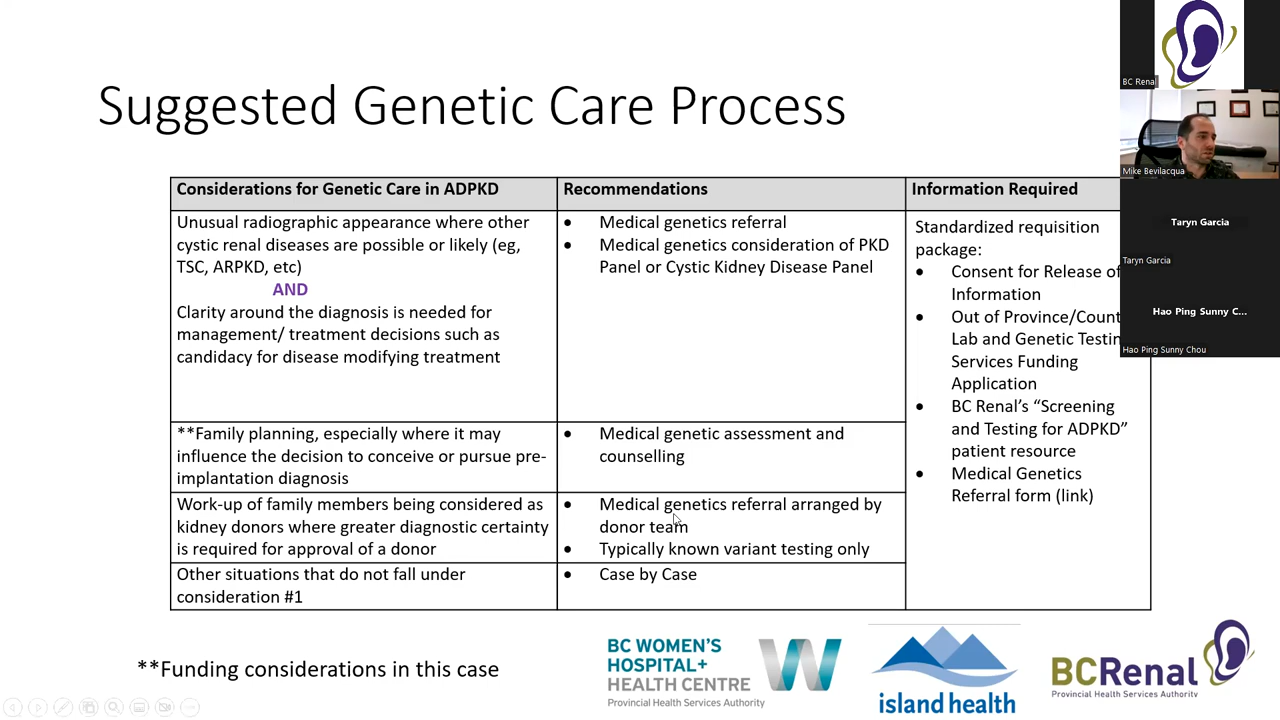 Suggested Genetic Care Process
Considerations for Genetic Care in ADPKD
Recommendations
Information Required
Unusual radiographic appearance where other
cystic renal diseases are possible or likely (eg,
TSC, ARPKD, etc)
AND
Clarity around the diagnosis is needed for
management/ treatment decisions such as
candidacy for disease modifying treatment
• Medical genetics referral
• Medical genetics consideration of PKD
Panel or Cystic Kidney Disease Panel
Standardized requisition
package:
• Consent for Release of
Information
• Out of Province/Count
Lab and Genetic Testin
Services Funding
Application
• BC Renal's “Screening
and Testing for ADPKD”
patient resource
• Medical Genetics
Referral form (link)
**Family planning, especially where it may
influence the decision to conceive or pursue pre-
implantation diagnosis
• Medical genetic assessment and
counselling
Work-up of family members being considered as
kidney donors where greater diagnostic certainty
is required for approval of a donor
• Medical genetics referral arranged by
donor team
• Typically known variant testing only
Other situations that do not fall under
consideration #1
• Case by Case
**Funding considerations in this case
BC WOMEN'S
HOSPITAL+
HEALTH CENTRE
Provincial Health Services Authority
island health
BCRenal
Provincial Health Services Authority
BC Renal
Mike Bevilacqua
Taryn Garcia
Taryn Garcia
Hao Ping Sunny C...
Hao Ping Sunny Chou